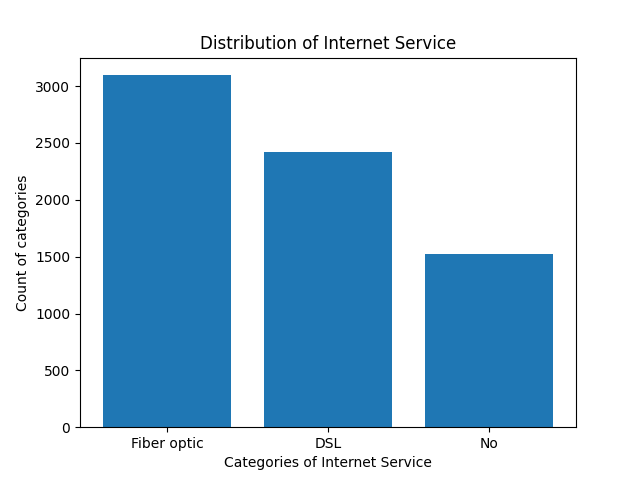 Distribution of Internet Service
Count of categories
3000
2500
2000
1500
1000
500
0
Fiber optic
DSL
No
Categories of Internet Service